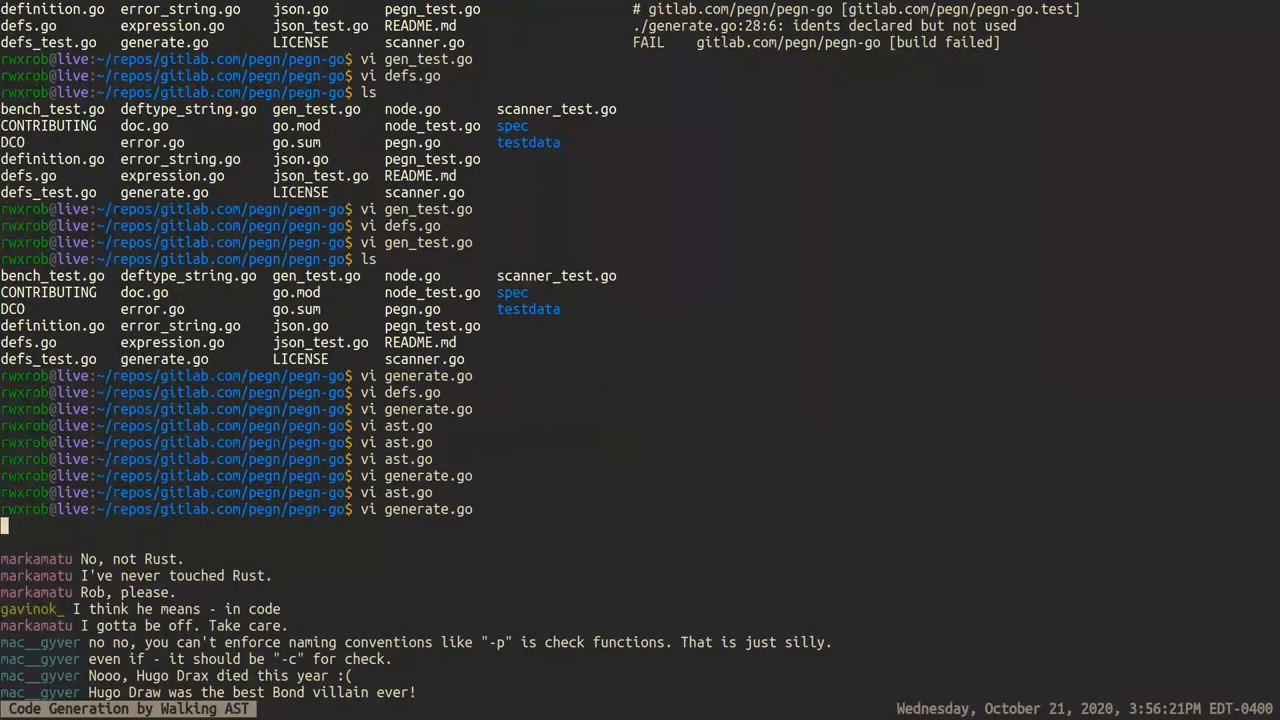 definition.go  error_string.go  json.go       pegn_test.go
defs.go        expression.go    json_test.go  README.md
defs_test.go   generate.go      LICENSE       scanner.go
rwxrob@live:~/repos/gitlab.com/pegn/pegn-go$ vi gen_test.go
rwxrob@live:~/repos/gitlab.com/pegn/pegn-go$ vi defs.go
rwxrob@live:~/repos/gitlab.com/pegn/pegn-go$ ls
bench_test.go  deftype_string.go  gen_test.go   node.go       scanner_test.go
CONTRIBUTING   doc.go             go.mod        node_test.go  spec
DCO            error.go           go.sum        pegn.go       testdata
definition.go  error_string.go    json.go       pegn_test.go
defs.go        expression.go      json_test.go  README.md
defs_test.go   generate.go        LICENSE       scanner.go
rwxrob@live:~/repos/gitlab.com/pegn/pegn-go$ vi gen_test.go
rwxrob@live:~/repos/gitlab.com/pegn/pegn-go$ vi defs.go
rwxrob@live:~/repos/gitlab.com/pegn/pegn-go$ vi gen_test.go
rwxrob@live:~/repos/gitlab.com/pegn/pegn-go$ ls
bench_test.go  deftype_string.go  gen_test.go   node.go       scanner_test.go
CONTRIBUTING   doc.go             go.mod        node_test.go  spec
DCO            error.go           go.sum        pegn.go       testdata
definition.go  error_string.go    json.go       pegn_test.go
defs.go        expression.go      json_test.go  README.md
defs_test.go   generate.go        LICENSE       scanner.go
rwxrob@live:~/repos/gitlab.com/pegn/pegn-go$ vi generate.go
rwxrob@live:~/repos/gitlab.com/pegn/pegn-go$ vi defs.go
rwxrob@live:~/repos/gitlab.com/pegn/pegn-go$ vi generate.go
rwxrob@live:~/repos/gitlab.com/pegn/pegn-go$ vi ast.go
rwxrob@live:~/repos/gitlab.com/pegn/pegn-go$ vi ast.go
rwxrob@live:~/repos/gitlab.com/pegn/pegn-go$ vi ast.go
rwxrob@live:~/repos/gitlab.com/pegn/pegn-go$ vi generate.go
rwxrob@live:~/repos/gitlab.com/pegn/pegn-go$ vi ast.go
rwxrob@live:~/repos/gitlab.com/pegn/pegn-go$ vi generate.go
# gitlab.com/pegn/pegn-go [gitlab.com/pegn/pegn-go.test]
./generate.go:28:6: idents declared but not used
FAIL    gitlab.com/pegn/pegn-go [build failed]
markamatu No, not Rust.
markamatu I've never touched Rust.
markamatu Rob, please.
gavinok_ I think he means - in code
markamatu I gotta be off. Take care.
mac__gyver no no, you can't enforce naming conventions like "-p" is check functions. That is just silly.
mac__gyver even if - it should be "-c" for check.
mac__gyver Nooo, Hugo Drax died this year :(
mac__gyver Hugo Draw was the best Bond villain ever!
Code Generation by Walking AST
Wednesday, October 21, 2020, 3:56:21PM EDT-0400